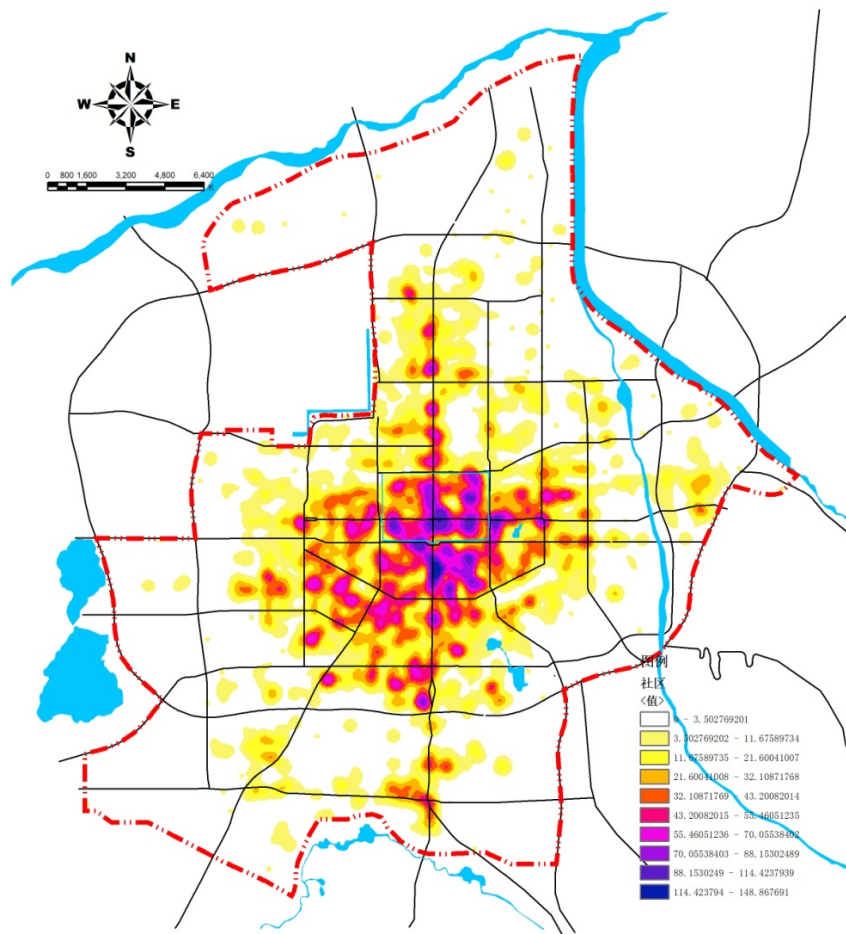 N
W E
S
0 800 1,600 3,200 4,800 6,400
米
图例
社区
<值>
0 - 3.502769201
3.502769202 - 11.67589734
11.67589735 - 21.60041007
21.60041008 - 32.10871768
32.10871769 - 43.20082014
43.20082015 - 55.46051235
55.46051236 - 70.05538402
70.05538403 - 88.15302489
88.1530249 - 114.4237939
114.423794 - 148.867691